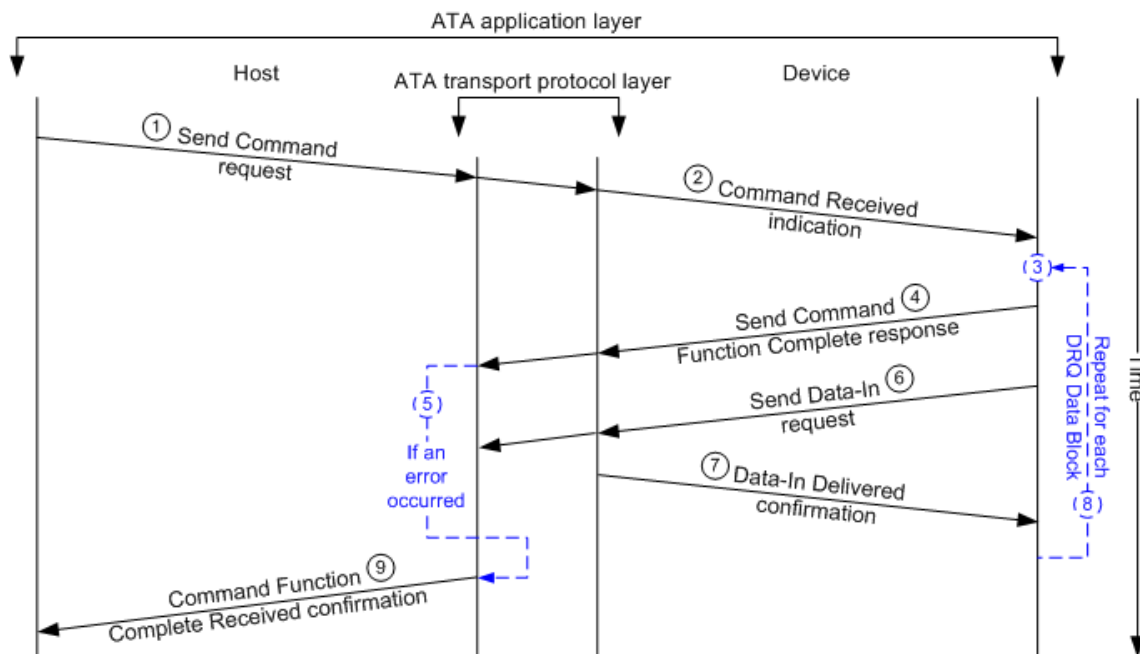 ATA application layer
Host
Device
ATA transport protocol layer
1 Send Command
request
2 Command Received
indication
3
Send Command 4
Function Complete response
5
If an
error
occurred
Send Data-In 6
request
7 Data-In Delivered
confirmation
Repeat for each
DRQ Data Block
8
Command Function 9
Complete Received confirmation
Time